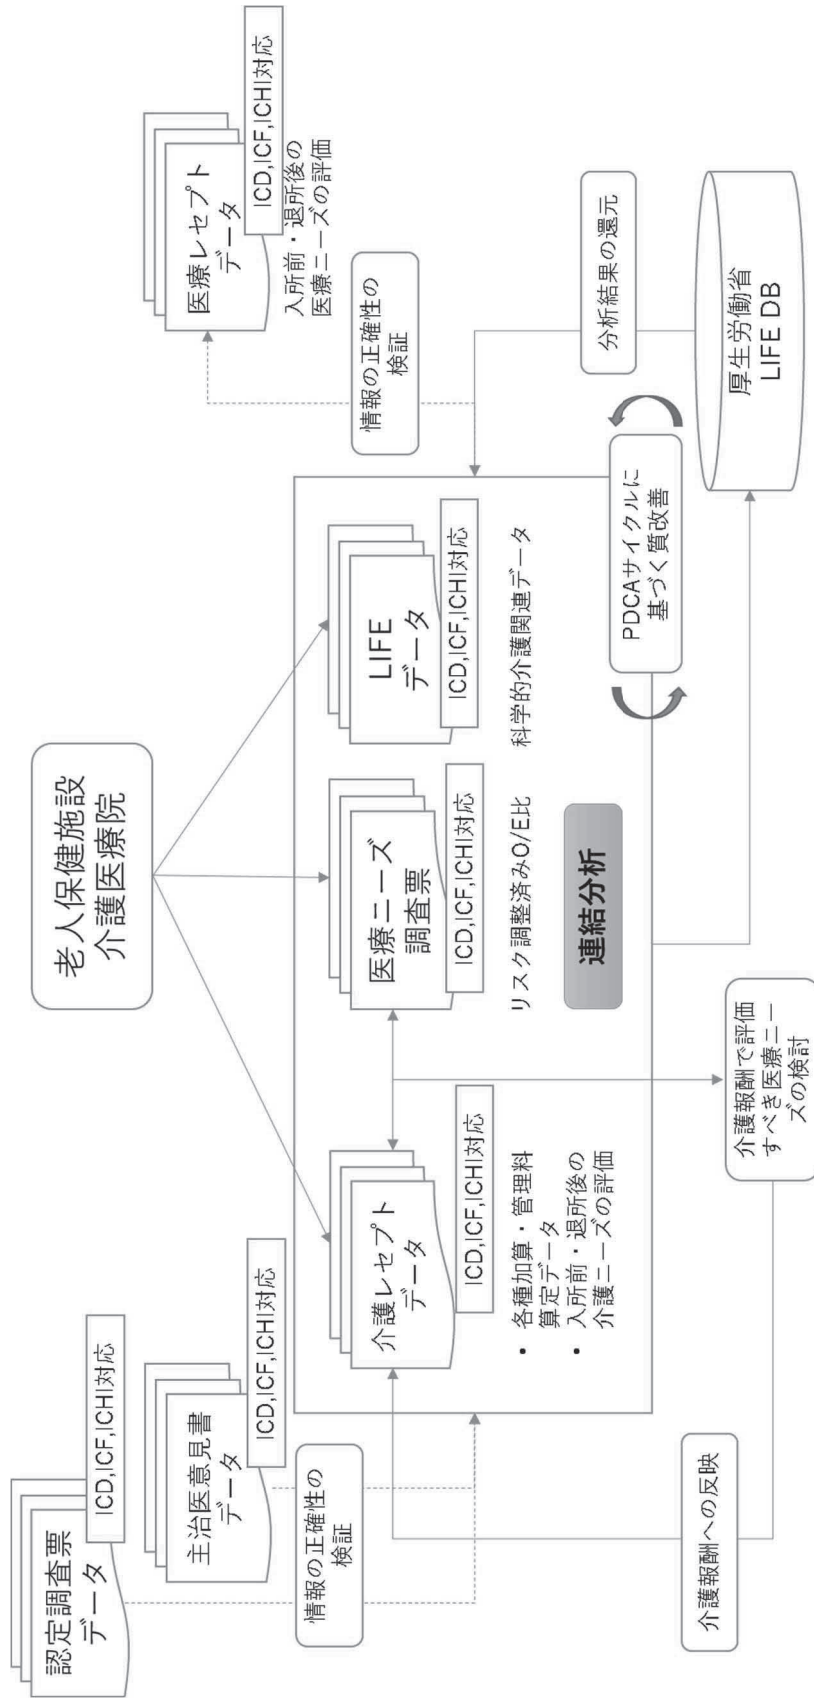 老人保健施設
介護医療院
認定調査票
データ
ICD,ICF,ICHI対応
主治医意見書
データ
ICD,ICF,ICHI対応
情報の正確性の
検証
介護レセプト
データ
ICD,ICF,ICHI対応
• 各種加算・管理料
算定データ
• 入所前・退所後の
介護ニーズの評価
医療ニーズ
調査票
ICD,ICF,ICHI対応
リスク調整済みO/E比
LIFE
データ
ICD,ICF,ICHI対応
科学的介護関連データ
連結分析
医療レセプト
データ
ICD,ICF,ICHI対応
入所前・退所後の
医療ニーズの評価
情報の正確性の
検証
PDCAサイクルに
基づく質改善
分析結果の還元
介護報酬への反映
介護報酬で評価
すべき医療ニー
ズの検討
厚生労働省
LIFE DB